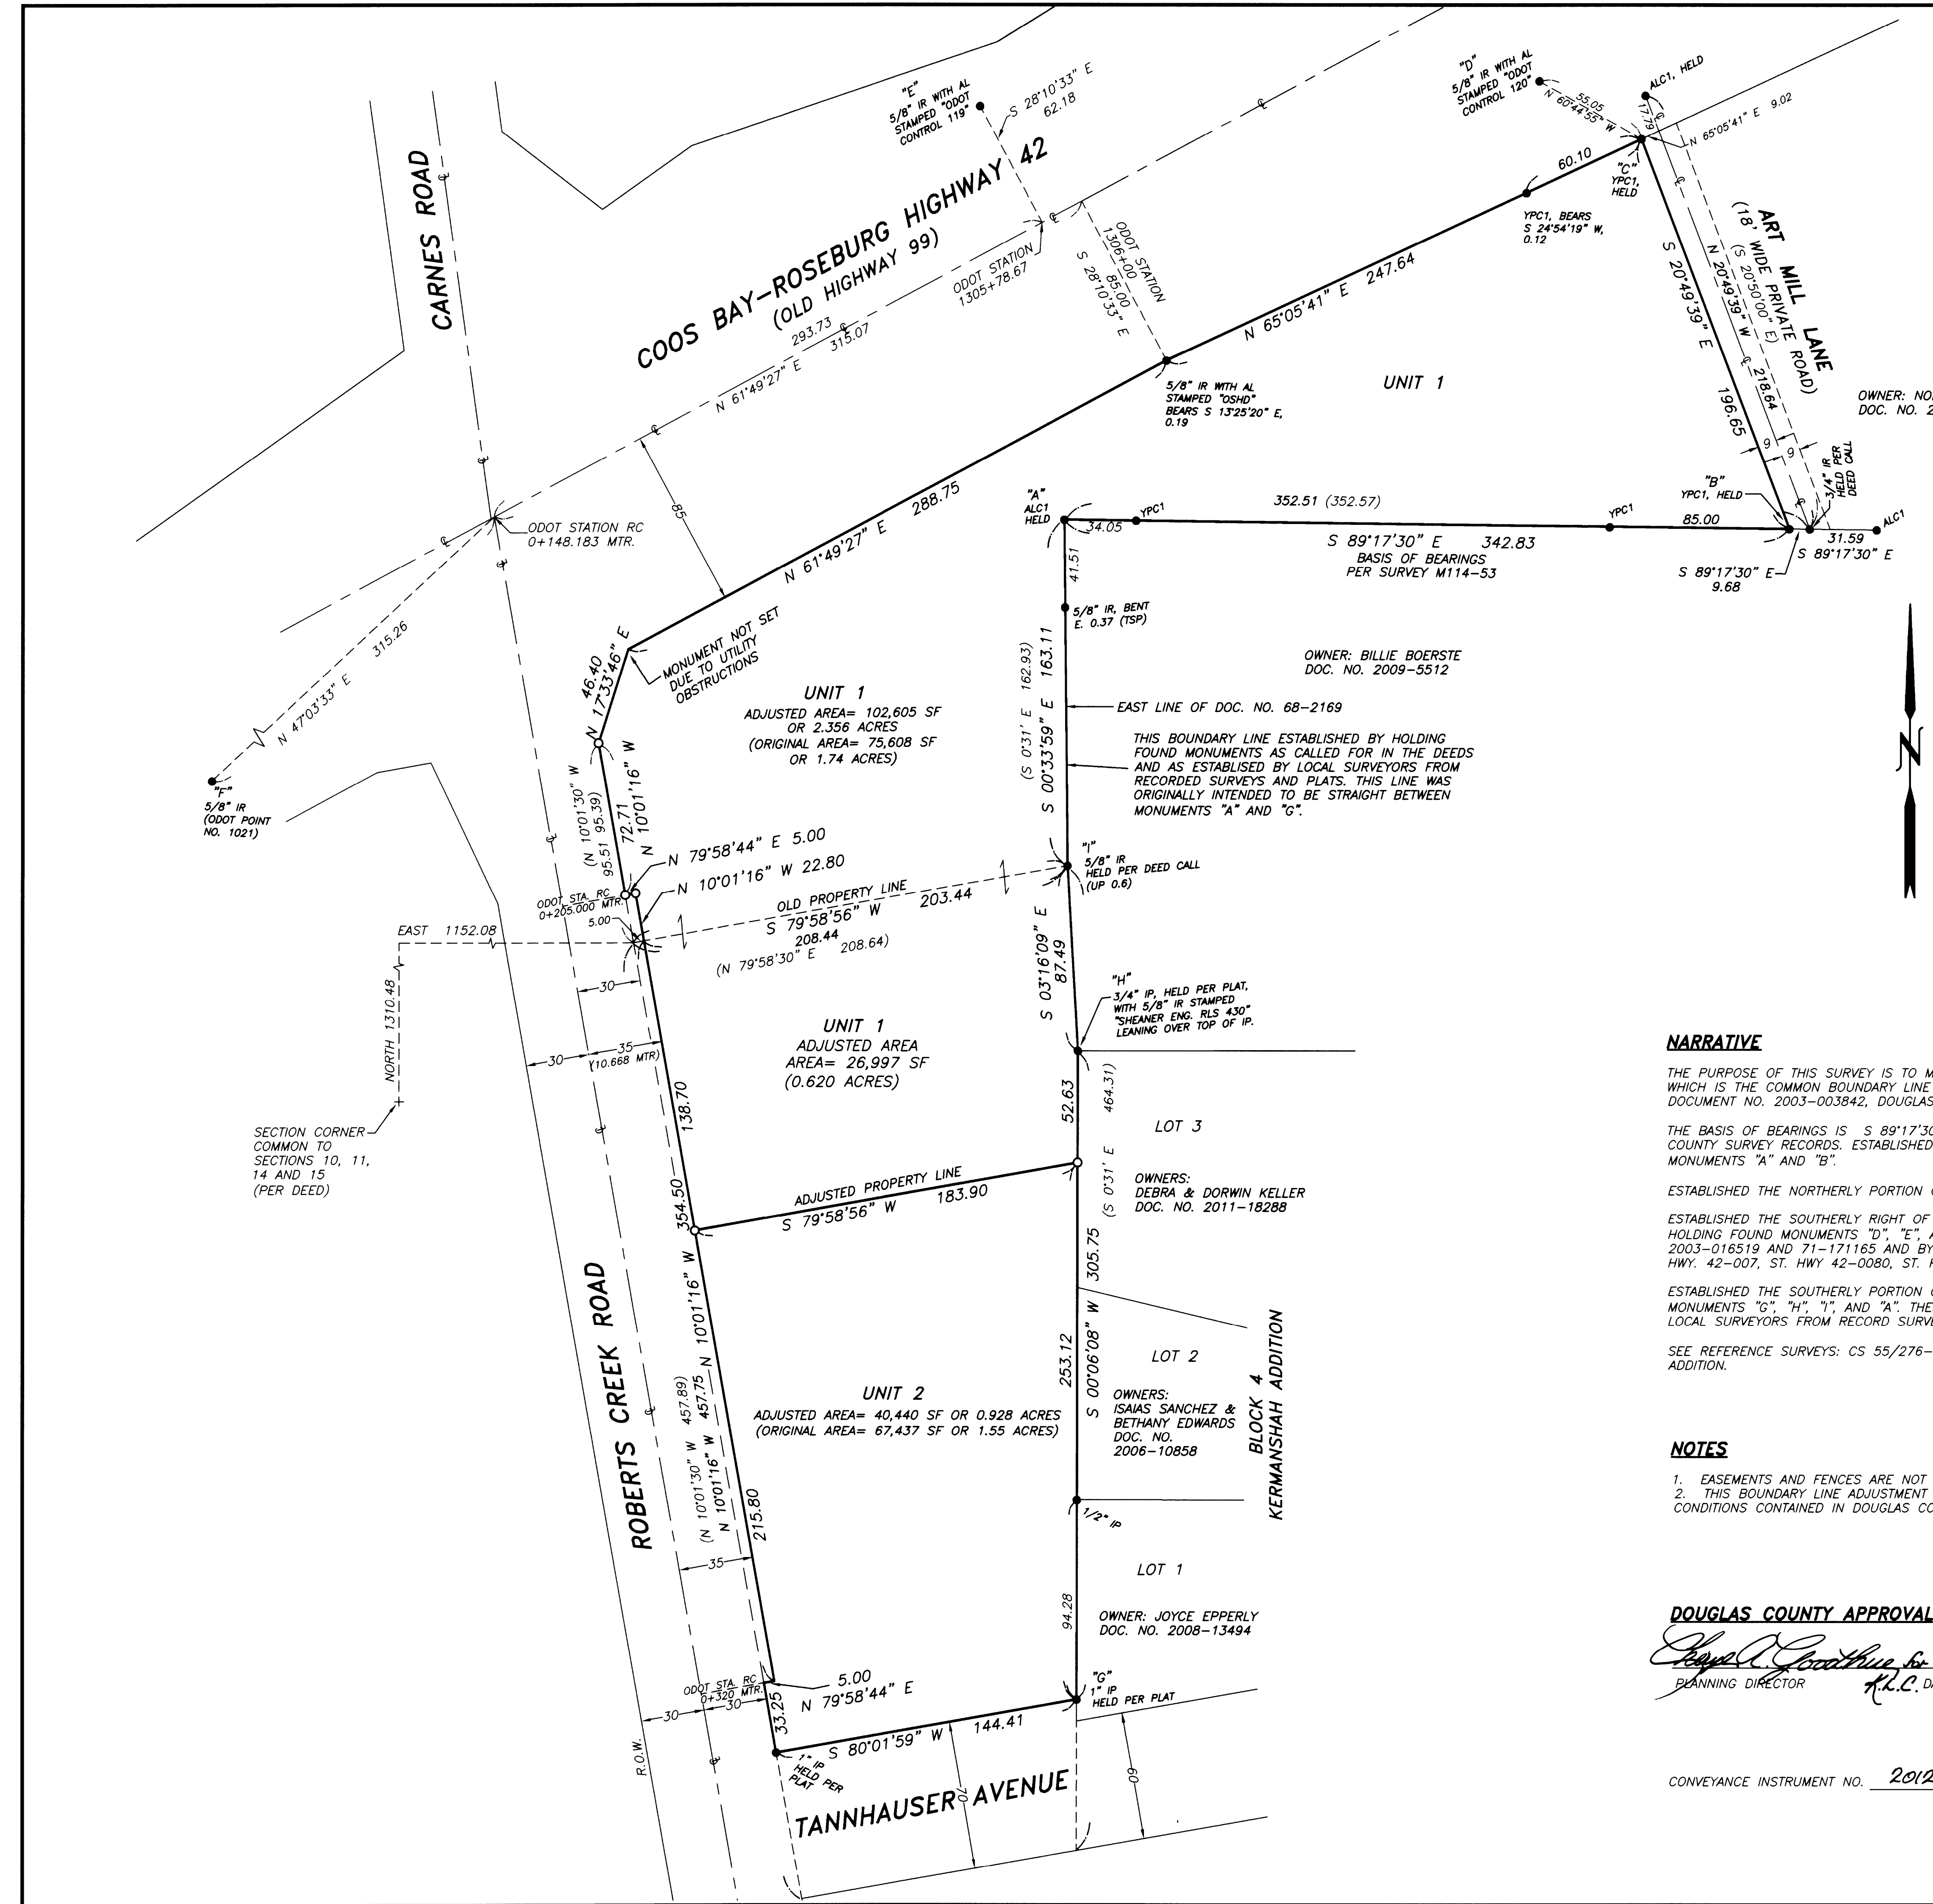 "E"
5/8" IR WITH AL
STAMPED "ODOT
CONTROL 119"
S 28°10'33" E
62.18
"D"
5/8" IR WITH AL
STAMPED "ODOT
CONTROL 120"
55.05
N 60°44'55" W
ALC1, HELD
17.79
N 65°05'41" E 9.02
CARNES ROAD
COOS BAY-ROSEBURG HIGHWAY 42
(OLD HIGHWAY 99)
293.73
N 61°49'27" E 315.07
ODOT STATION
1305+78.67
ODOT STATION
1306+00
85.00
S 28°10'33" E
60.10
"C"
YPC1,
HELD
YPC1, BEARS
S 24°54'19" W,
0.12
N 65°05'41" E 247.64
ART MILL LANE
(18' WIDE PRIVATE ROAD)
(S 20°50'00" E)
N 20°49'39" W 218.64
S 20°49'39" E 196.65
9
9
UNIT 1
5/8" IR WITH AL
STAMPED "OSHD"
BEARS S 13°25'20" E,
0.19
OWNER: NO
DOC. NO. 2
3/4" IR
HELD PER
DEED CALL
85
N 61°49'27" E 288.75
ODOT STATION RC
0+148.183 MTR.
"A"
ALC1
HELD
34.05
YPC1
352.51 (352.57)
YPC1
85.00
"B"
YPC1, HELD
ALC1
31.59
S 89°17'30" E
S 89°17'30" E 342.83
BASIS OF BEARINGS
PER SURVEY M114-53
S 89°17'30" E
9.68
41.51
5/8" IR, BENT
E. 0.37 (TSP)
315.26
N 47°03'33" E
"F"
5/8" IR
(ODOT POINT
NO. 1021)
46.40
N 17°33'46" E
MONUMENT NOT SET
DUE TO UTILITY
OBSTRUCTIONS
UNIT 1
ADJUSTED AREA= 102,605 SF
OR 2.356 ACRES
(ORIGINAL AREA= 75,608 SF
OR 1.74 ACRES)
(S 0°31' E 162.93)
S 00°33'59" E 163.11
OWNER: BILLIE BOERSTE
DOC. NO. 2009-5512
EAST LINE OF DOC. NO. 68-2169
THIS BOUNDARY LINE ESTABLISHED BY HOLDING
FOUND MONUMENTS AS CALLED FOR IN THE DEEDS
AND AS ESTABLISED BY LOCAL SURVEYORS FROM
RECORDED SURVEYS AND PLATS. THIS LINE WAS
ORIGINALLY INTENDED TO BE STRAIGHT BETWEEN
MONUMENTS "A" AND "G".
N
(N 10°01'30" W
95.51 95.39)
72.71
N 10°01'16" W
N 79°58'44" E 5.00
N 10°01'16" W 22.80
ODOT STA. RC
0+205.000 MTR.
5.00
OLD PROPERTY LINE
S 79°58'56" W 203.44
208.44
(N 79°58'30" E 208.64)
"I"
5/8" IR
HELD PER DEED CALL
(UP 0.6)
EAST 1152.08
NORTH 1310.48
SECTION CORNER
COMMON TO
SECTIONS 10, 11,
14 AND 15
(PER DEED)
30
30
35
(10.668 MTR)
S 03°16'09" E
87.49
"H"
3/4" IP, HELD PER PLAT,
WITH 5/8" IR STAMPED
"SHEANER ENG. RLS 430"
LEANING OVER TOP OF IP.
UNIT 1
ADJUSTED AREA
AREA= 26,997 SF
(0.620 ACRES)
138.70
354.50
52.63
(S 0°31' E 464.31)
LOT 3
OWNERS:
DEBRA & DORWIN KELLER
DOC. NO. 2011-18288
ADJUSTED PROPERTY LINE
S 79°58'56" W 183.90
S 00°06'08" W 305.75
253.12
ROBERTS CREEK ROAD
N 10°01'16" W
(N 10°01'30" W 457.89)
N 10°01'16" W 457.75
215.80
35
UNIT 2
ADJUSTED AREA= 40,440 SF OR 0.928 ACRES
(ORIGINAL AREA= 67,437 SF OR 1.55 ACRES)
LOT 2
OWNERS:
ISAIAS SANCHEZ &
BETHANY EDWARDS
DOC. NO.
2006-10858
BLOCK 4
KERMANSHAH ADDITION
1/2" IP
LOT 1
94.28
OWNER: JOYCE EPPERLY
DOC. NO. 2008-13494
ODOT STA. RC
0+320 MTR.
5.00
N 79°58'44" E
30
30
33.25
R.O.W.
"G"
1" IP
HELD PER PLAT
S 80°01'59" W 144.41
1" IP
HELD PER
PLAT
TANNHAUSER AVENUE
70
60
NARRATIVE
THE PURPOSE OF THIS SURVEY IS TO M
WHICH IS THE COMMON BOUNDARY LINE
DOCUMENT NO. 2003-003842, DOUGLAS
THE BASIS OF BEARINGS IS S 89°17'30
COUNTY SURVEY RECORDS. ESTABLISHED
MONUMENTS "A" AND "B".
ESTABLISHED THE NORTHERLY PORTION
ESTABLISHED THE SOUTHERLY RIGHT OF
HOLDING FOUND MONUMENTS "D", "E", A
2003-016519 AND 71-171165 AND BY
HWY. 42-007, ST. HWY 42-0080, ST. H
ESTABLISHED THE SOUTHERLY PORTION
MONUMENTS "G", "H", "I", AND "A". THE
LOCAL SURVEYORS FROM RECORD SURVE
SEE REFERENCE SURVEYS: CS 55/276-
ADDITION.
NOTES
1. EASEMENTS AND FENCES ARE NOT
2. THIS BOUNDARY LINE ADJUSTMENT
CONDITIONS CONTAINED IN DOUGLAS CO
DOUGLAS COUNTY APPROVAL
A. Goodhue for
PLANNING DIRECTOR K.L.C. DA
CONVEYANCE INSTRUMENT NO. 2012